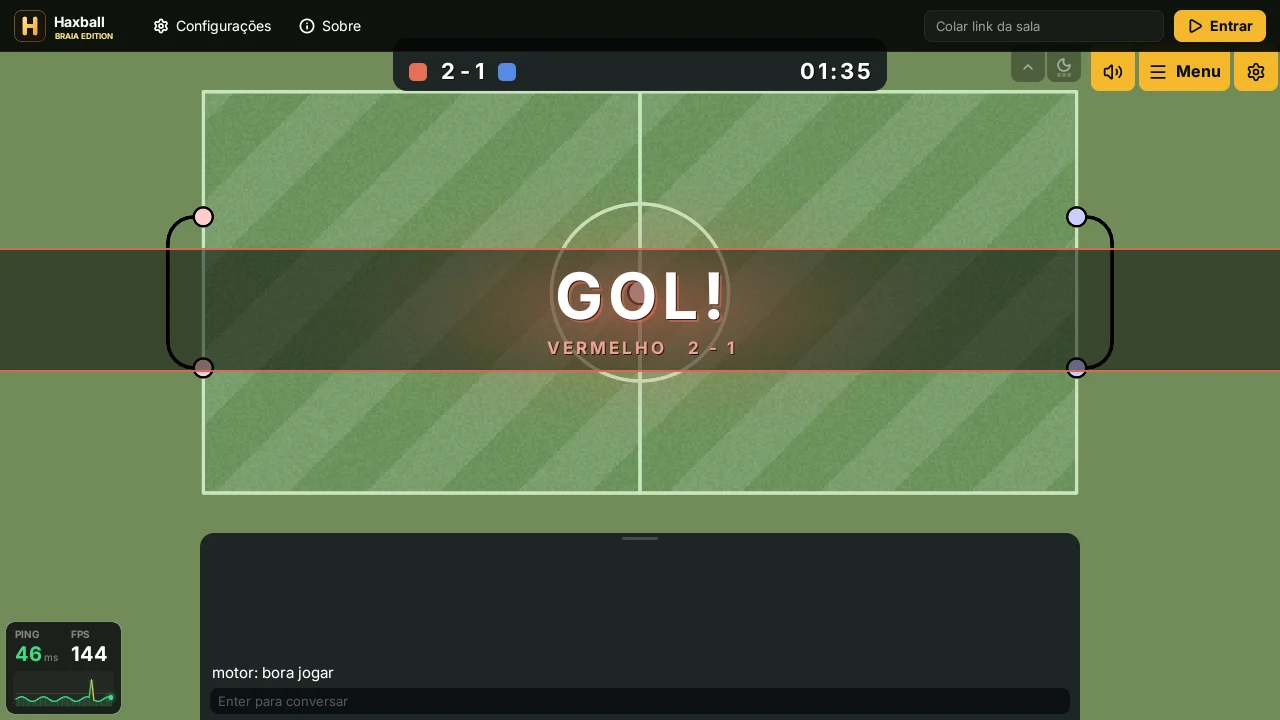 H
Haxball
BRAIA EDITION
Configurações
Sobre
Colar link da sala
Entrar
2 - 1
01:35
Menu
GOL!
VERMELHO 2 - 1
PING
FPS
46 ms
144
motor: bora jogar
Enter para conversar